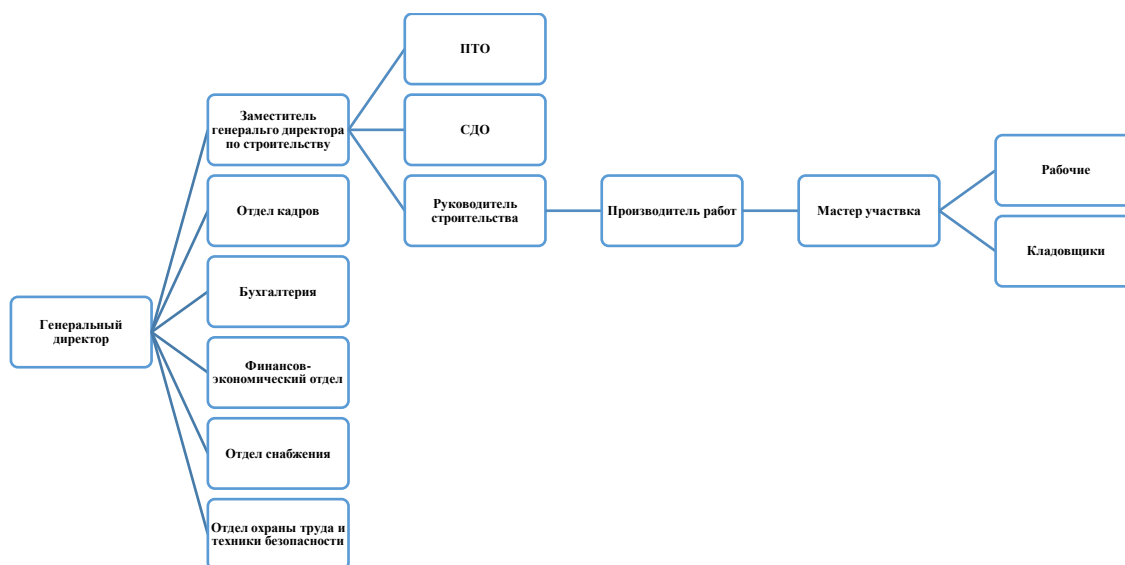 Генеральный
директор
Заместитель
генеральго директора
по строительству
Отдел кадров
Бухгалтерия
Финансов-
экономический отдел
Отдел снабжения
Отдел охраны труда и
техники безопасности
ПТО
СДО
Руководитель
строительства
Производитель работ
Мастер участвка
Рабочие
Кладовщики